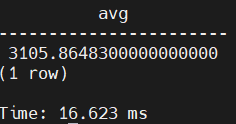 avg
-----------------------
3105.8648300000000000
(1 row)
Time: 16.623 ms